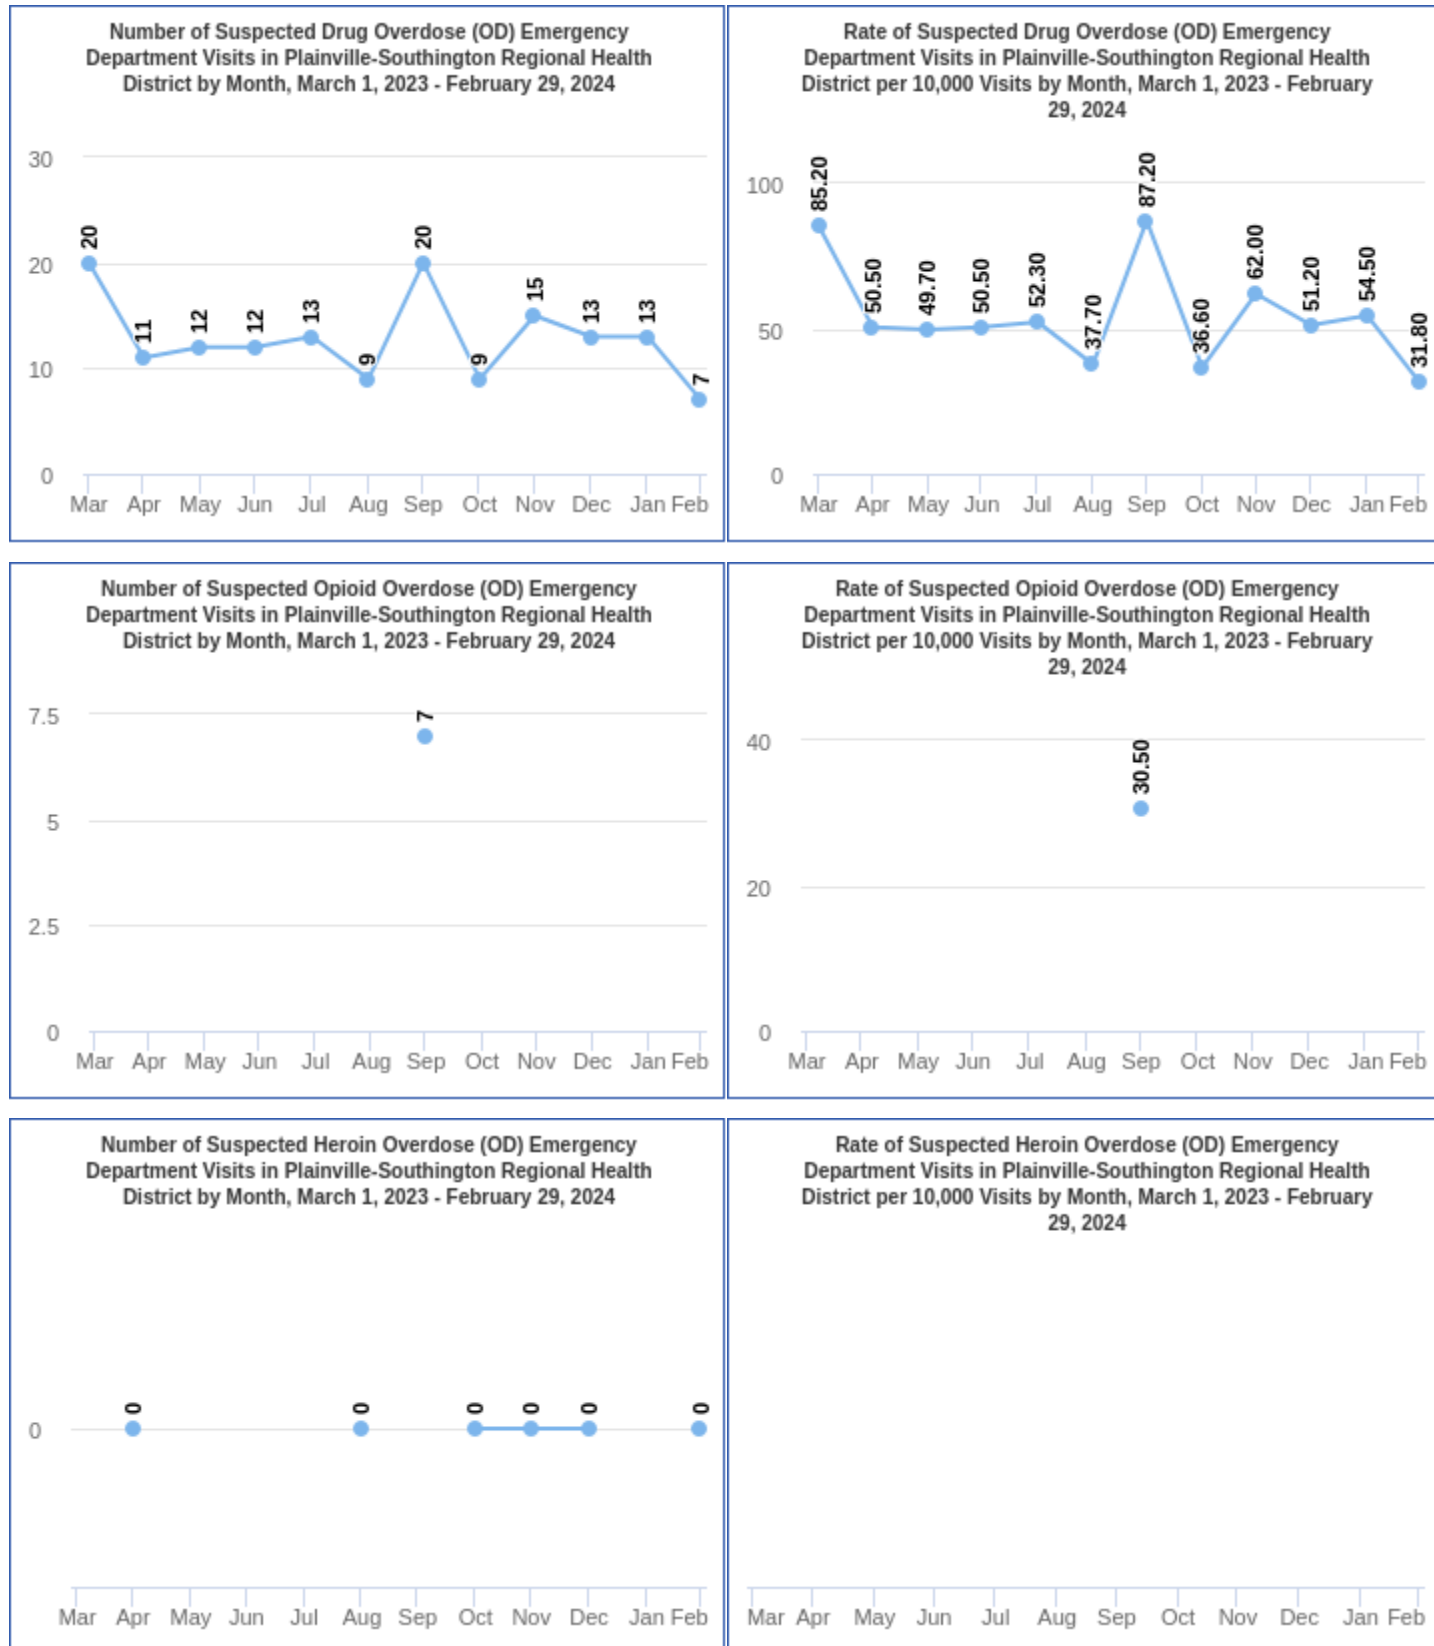 Number of Suspected Drug Overdose (OD) Emergency
Department Visits in Plainville-Southington Regional Health
District by Month, March 1, 2023 - February 29, 2024
30
20
10
0
20
11
12
12
13
9
20
9
15
13
13
7
Mar Apr May Jun Jul Aug Sep Oct Nov Dec Jan Feb
Rate of Suspected Drug Overdose (OD) Emergency
Department Visits in Plainville-Southington Regional Health
District per 10,000 Visits by Month, March 1, 2023 - February
29, 2024
100
50
0
85.20
50.50
49.70
50.50
52.30
37.70
87.20
36.60
62.00
51.20
54.50
31.80
Mar Apr May Jun Jul Aug Sep Oct Nov Dec Jan Feb
Number of Suspected Opioid Overdose (OD) Emergency
Department Visits in Plainville-Southington Regional Health
District by Month, March 1, 2023 - February 29, 2024
7.5
5
2.5
0
7
Mar Apr May Jun Jul Aug Sep Oct Nov Dec Jan Feb
Rate of Suspected Opioid Overdose (OD) Emergency
Department Visits in Plainville-Southington Regional Health
District per 10,000 Visits by Month, March 1, 2023 - February
29, 2024
40
20
0
30.50
Mar Apr May Jun Jul Aug Sep Oct Nov Dec Jan Feb
Number of Suspected Heroin Overdose (OD) Emergency
Department Visits in Plainville-Southington Regional Health
District by Month, March 1, 2023 - February 29, 2024
0
0
0
0
0
0
0
Mar Apr May Jun Jul Aug Sep Oct Nov Dec Jan Feb
Rate of Suspected Heroin Overdose (OD) Emergency
Department Visits in Plainville-Southington Regional Health
District per 10,000 Visits by Month, March 1, 2023 - February
29, 2024
Mar Apr May Jun Jul Aug Sep Oct Nov Dec Jan Feb